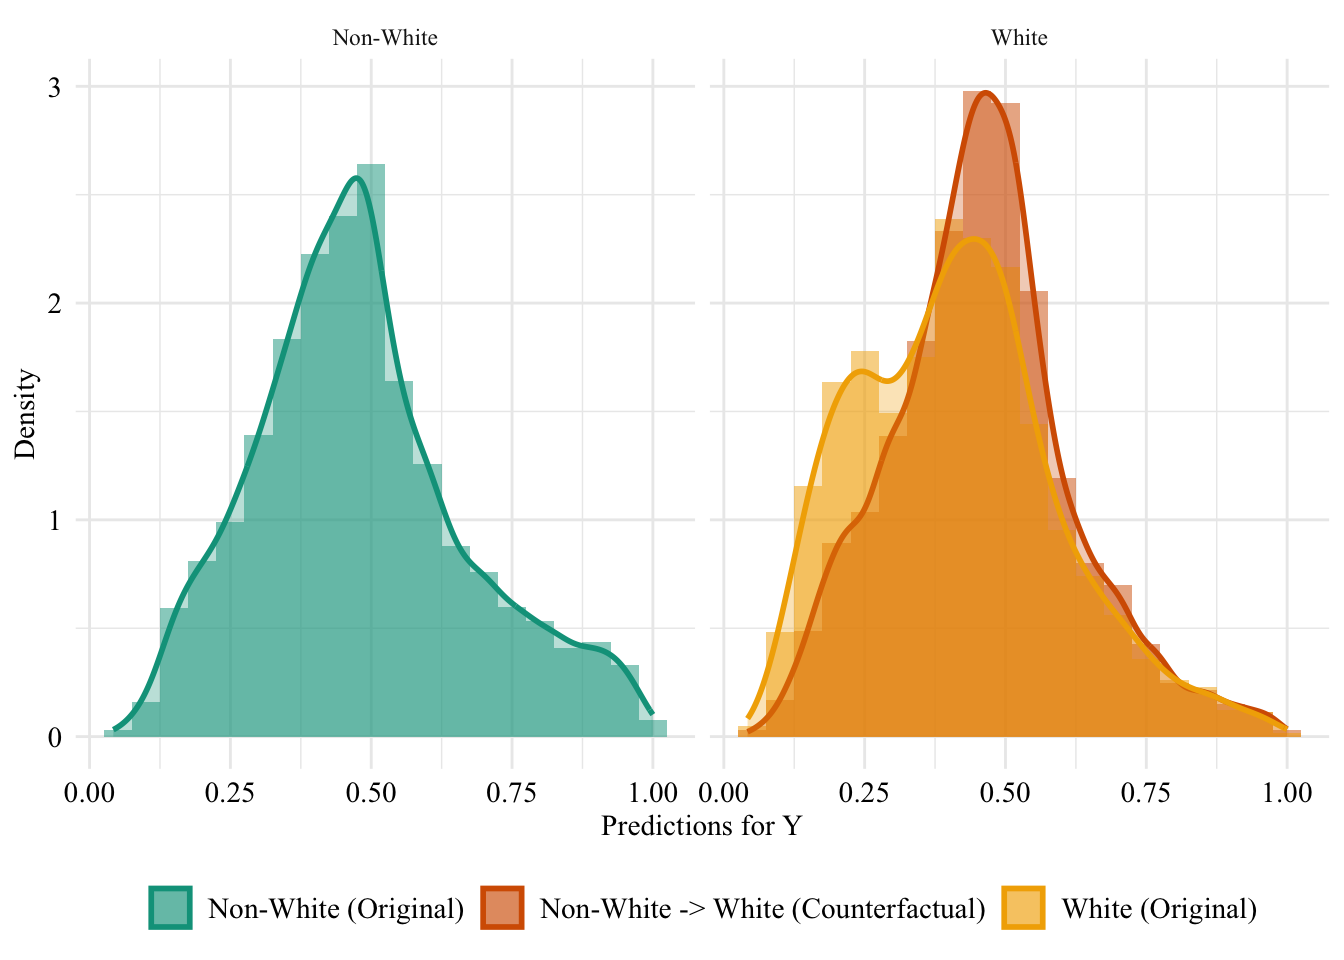 Non-White
White
Density
3
2
1
0
0.00 0.25 0.50 0.75 1.00 0.00 0.25 0.50 0.75 1.00
Predictions for Y
Non-White (Original) Non-White -> White (Counterfactual) White (Original)